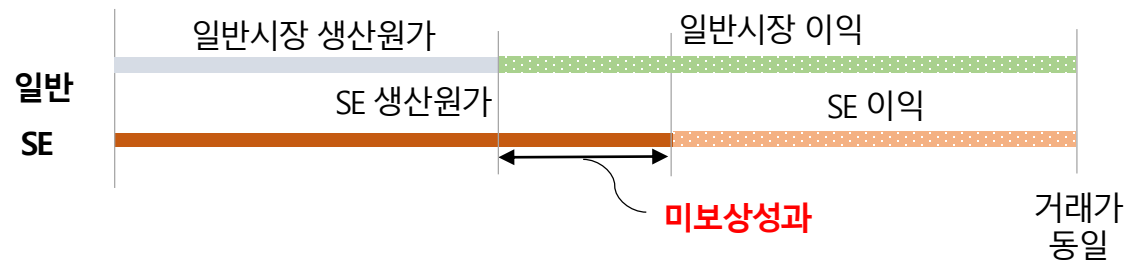 일반시장 생산원가
일반시장 이익
일반
SE 생산원가
SE 이익
SE
미보상성과
거래가
동일